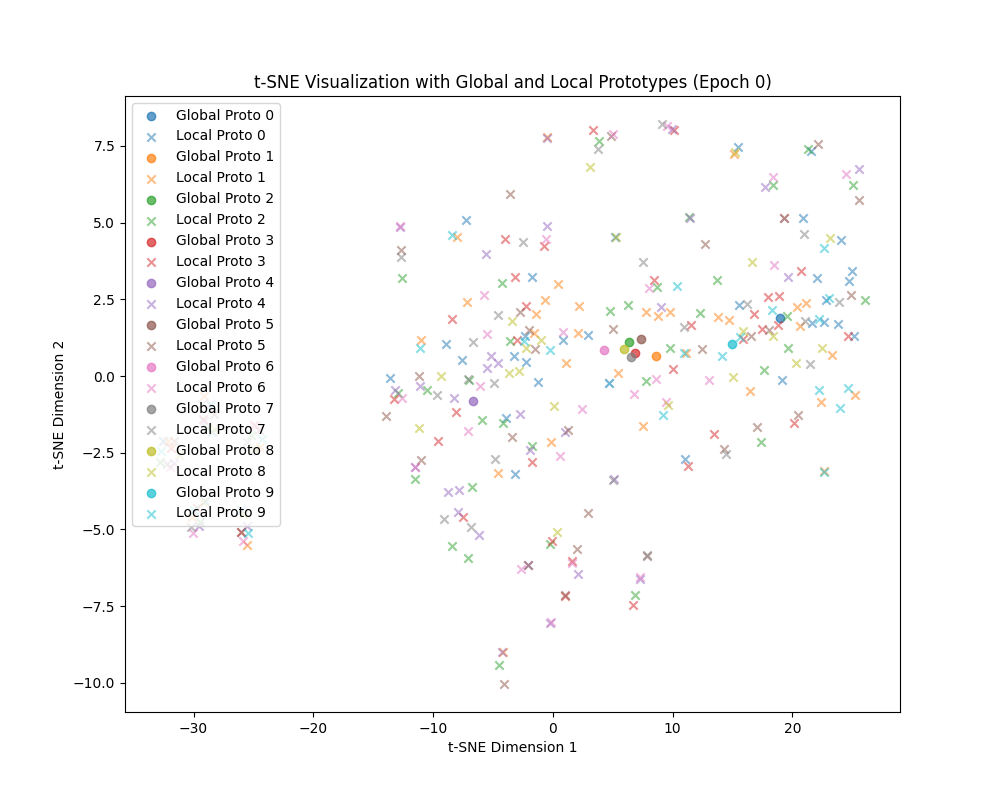 t-SNE Visualization with Global and Local Prototypes (Epoch 0)
Global Proto 0
Local Proto 0
Global Proto 1
Local Proto 1
Global Proto 2
Local Proto 2
Global Proto 3
Local Proto 3
Global Proto 4
Local Proto 4
Global Proto 5
Local Proto 5
Global Proto 6
Local Proto 6
Global Proto 7
Local Proto 7
Global Proto 8
Local Proto 8
Global Proto 9
Local Proto 9
t-SNE Dimension 2
7.5
5.0
2.5
0.0
−2.5
−5.0
−7.5
−10.0
−30
−20
−10
0
10
20
t-SNE Dimension 1